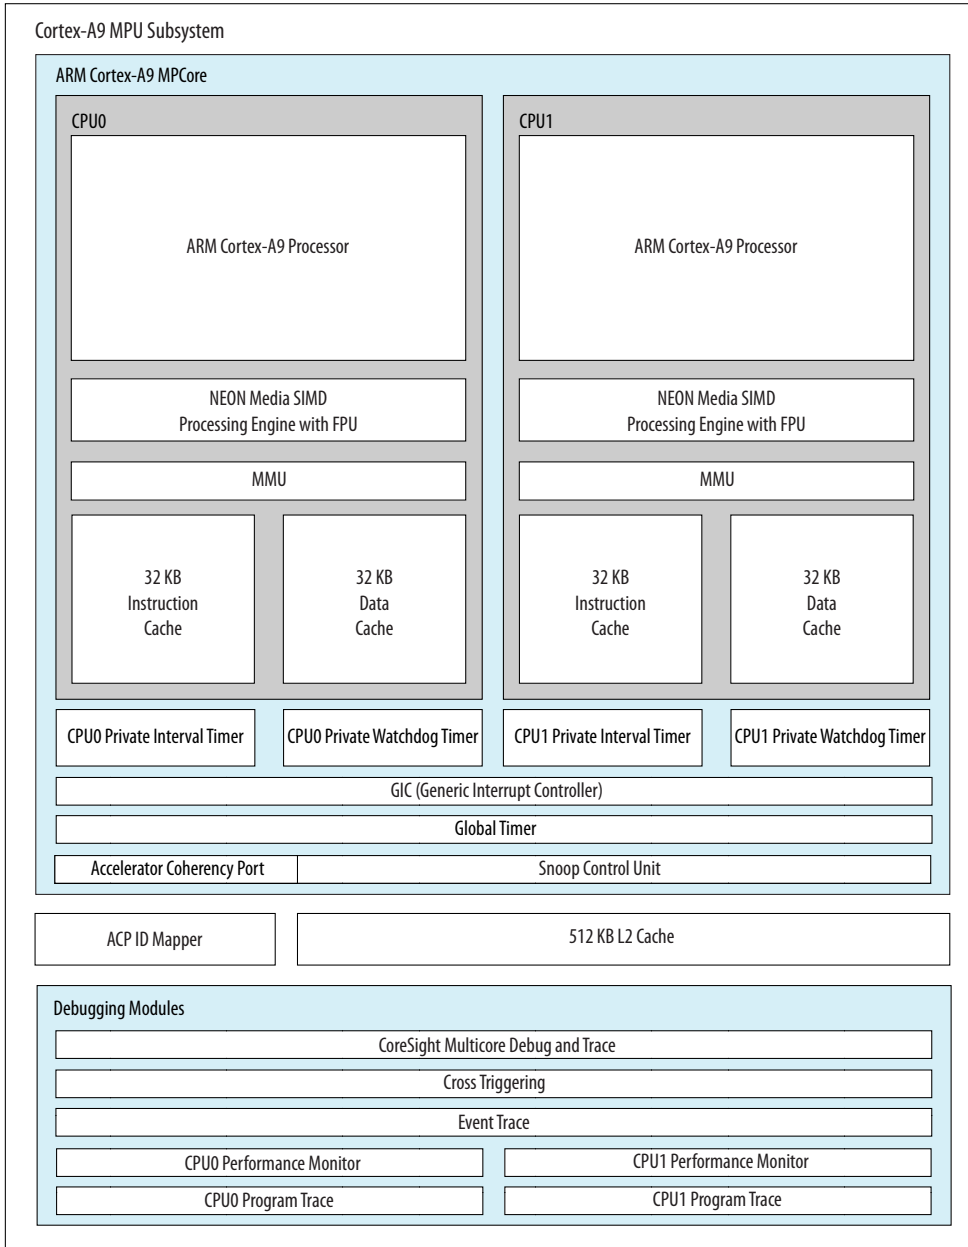 Cortex-A9 MPU Subsystem
ARM Cortex-A9 MPCore
CPU0
ARM Cortex-A9 Processor
NEON Media SIMD
Processing Engine with FPU
MMU
32 KB
Instruction
Cache
32 KB
Data
Cache
CPU1
ARM Cortex-A9 Processor
NEON Media SIMD
Processing Engine with FPU
MMU
32 KB
Instruction
Cache
32 KB
Data
Cache
CPU0 Private Interval Timer
CPU0 Private Watchdog Timer
CPU1 Private Interval Timer
CPU1 Private Watchdog Timer
GIC (Generic Interrupt Controller)
Global Timer
Accelerator Coherency Port
Snoop Control Unit
ACP ID Mapper
512 KB L2 Cache
Debugging Modules
CoreSight Multicore Debug and Trace
Cross Triggering
Event Trace
CPU0 Performance Monitor
CPU1 Performance Monitor
CPU0 Program Trace
CPU1 Program Trace